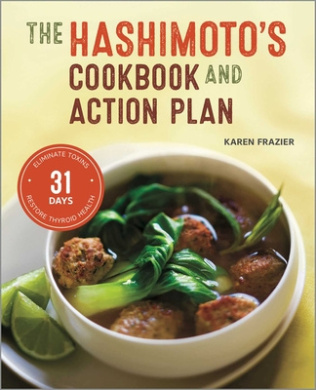 THE HASHIMOTO'S
COOKBOOK AND
ACTION PLAN
KAREN FRAZIER
ELIMINATE TOXINS
31
DAYS
RESTORE THYROID HEALTH